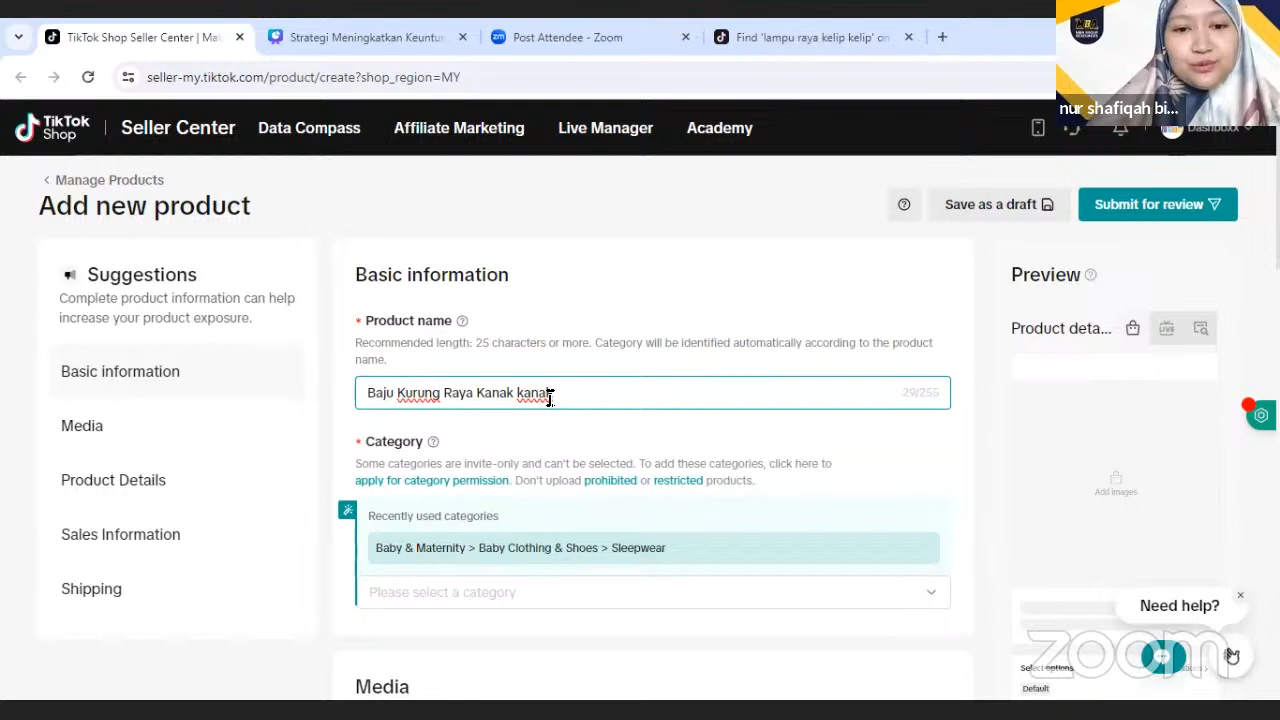 TikTok Shop Seller Center | Mal
Strategi Meningkatkan Keuntu
Post Attendee - Zoom
Find 'lampu raya kelip kelip' on
seller-my.tiktok.com/product/create?shop_region=MY
nur shafiqah bi...
TikTok Shop
Seller Center
Data Compass
Affiliate Marketing
Live Manager
Academy
Manage Products
Add new product
Save as a draft
Submit for review
Suggestions
Complete product information can help
increase your product exposure.
Basic information
Media
Product Details
Sales Information
Shipping
Basic information
* Product name
Recommended length: 25 characters or more. Category will be identified automatically according to the product
name.
Baju Kurung Raya Kanak kanak
29/255
* Category
Some categories are invite-only and can't be selected. To add these categories, click here to
apply for category permission. Don't upload prohibited or restricted products.
Recently used categories
Baby & Maternity > Baby Clothing & Shoes > Sleepwear
Please select a category
Media
Preview
Product deta...
LIVE
Add images
Need help?
Select options
Default
zoom